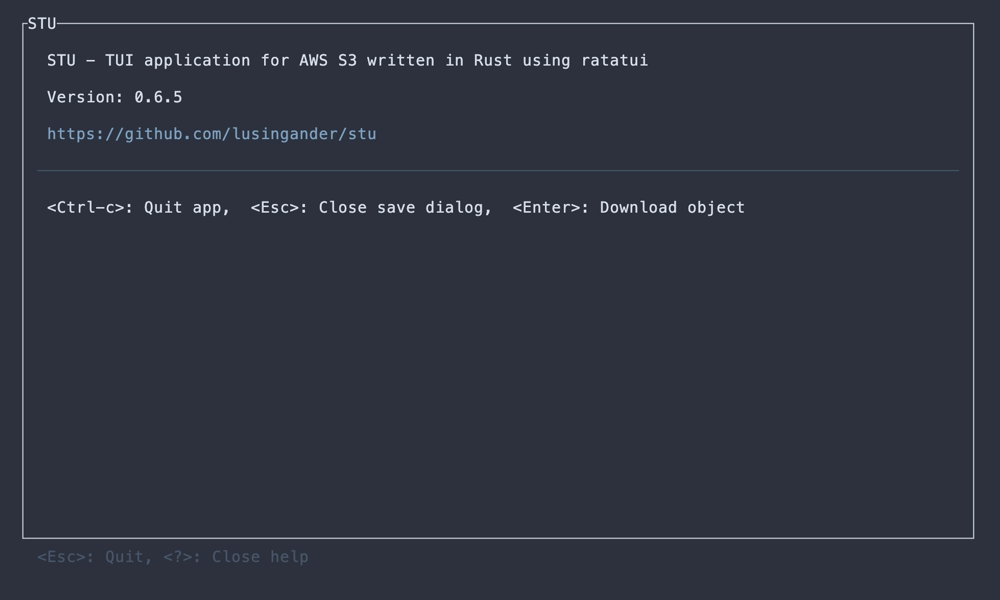 STU
STU – TUI application for AWS S3 written in Rust using ratatui
Version: 0.6.5
https://github.com/lusingander/stu
<Ctrl-c>: Quit app,  <Esc>: Close save dialog,  <Enter>: Download object
<Esc>: Quit, <?>: Close help